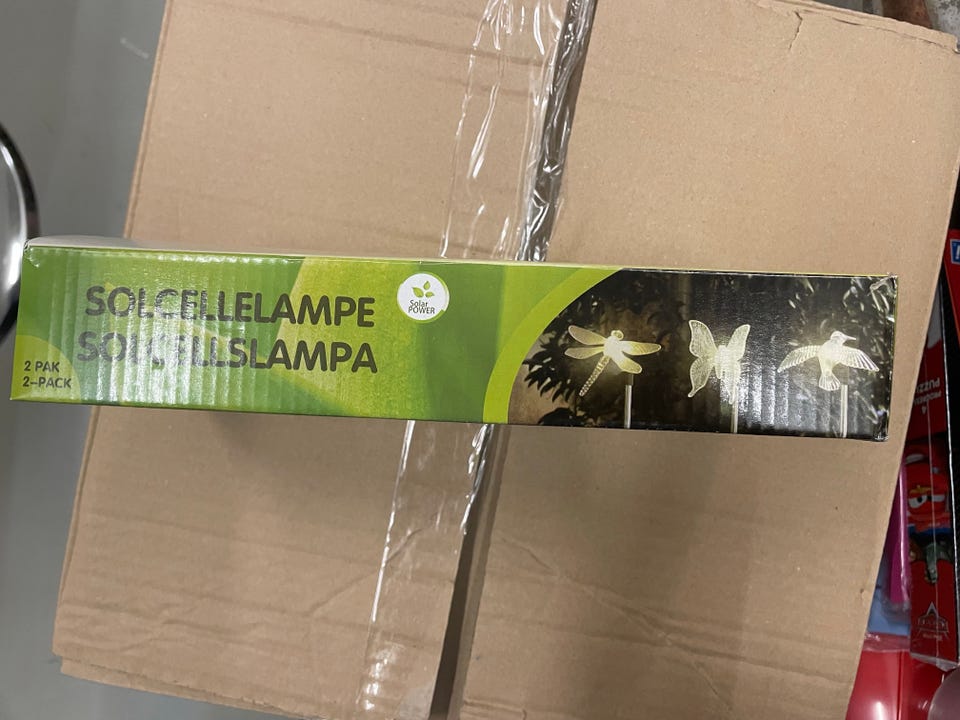 SOLCELLELAMPE
SOLCELLSLAMPA
2 PAK
2-PACK
Solar
POWER